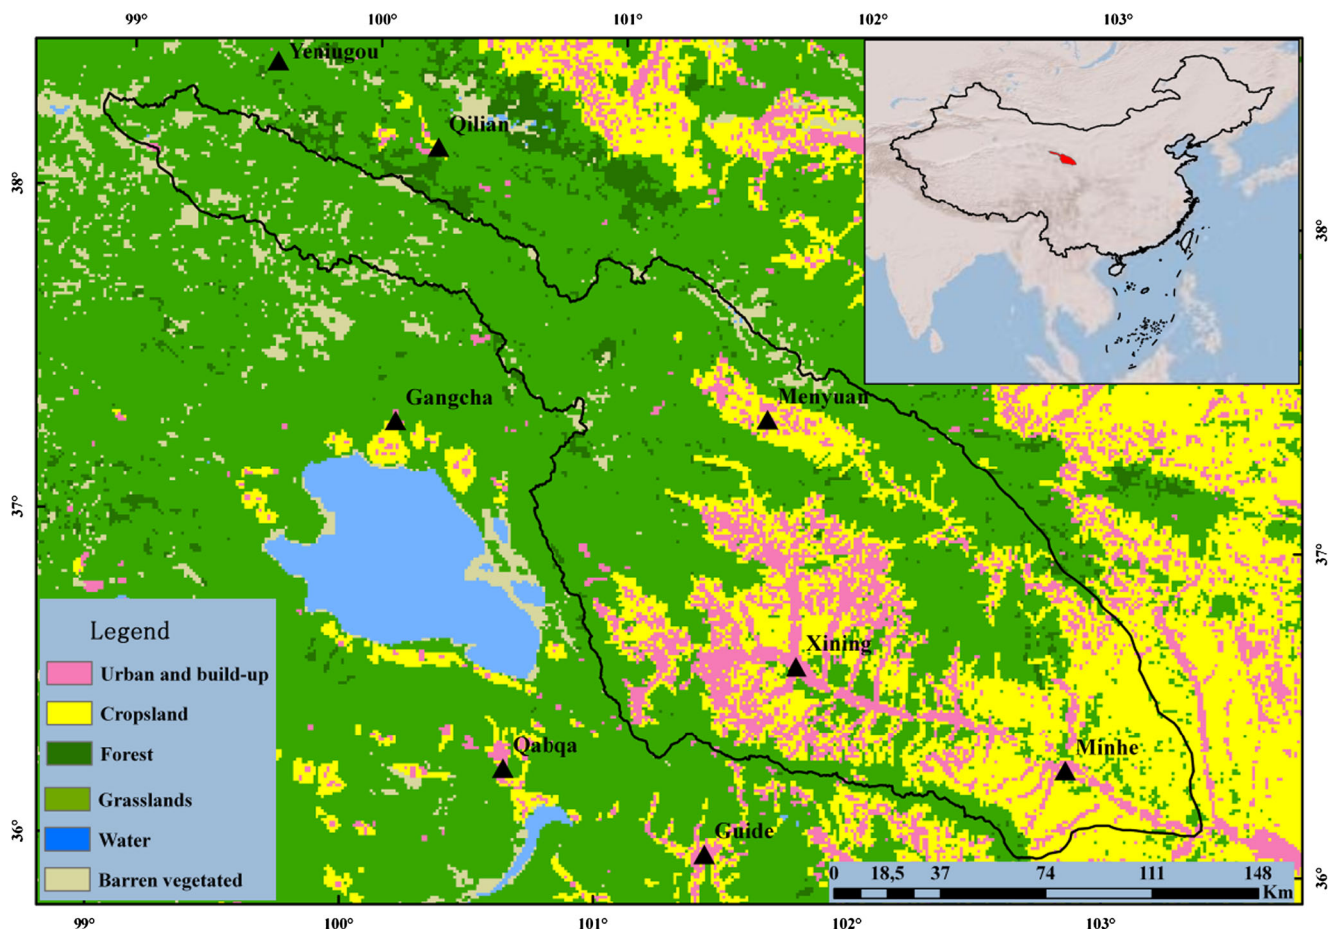 99°
100°
101°
102°
103°
Yeniugou
Qilian
38°
38°
Gangcha
Menyuan
37°
37°
Legend
Urban and build-up
Cropsland
Forest
Grasslands
Water
Barren vegetated
Xining
Qabqa
Minhe
Guide
36°
36°
0 18,5 37 74 111 148
Km
99°
100°
101°
102°
103°